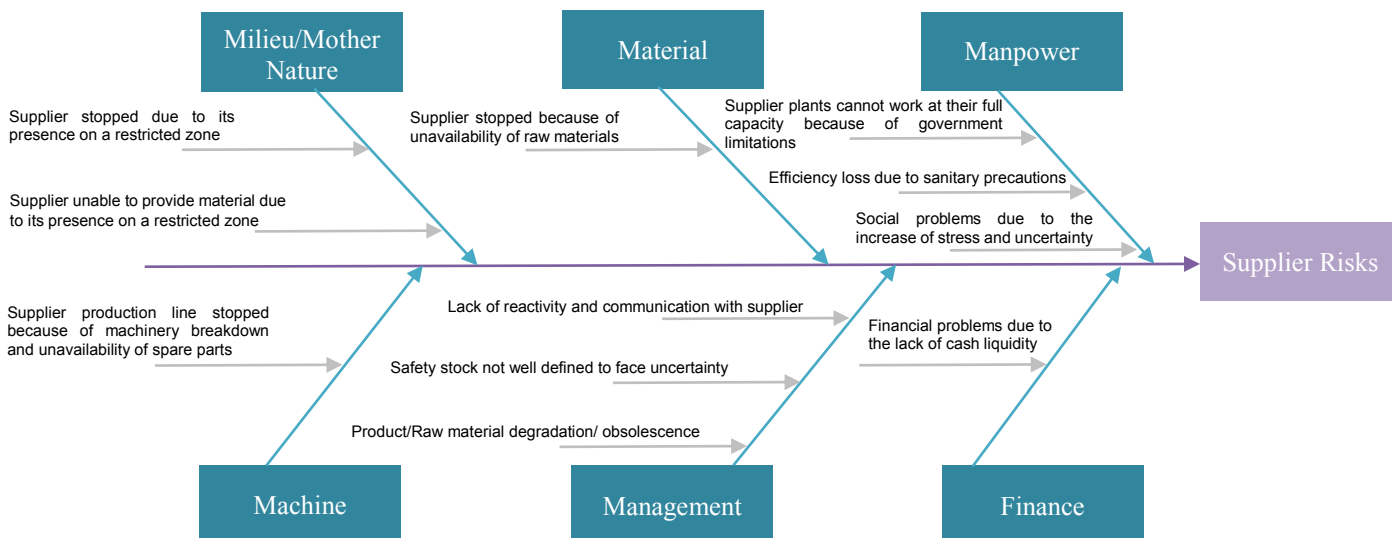 Milieu/Mother
Nature
Material
Manpower
Supplier stopped due to its
presence on a restricted zone
Supplier unable to provide material due
to its presence on a restricted zone
Supplier stopped because of
unavailability of raw materials
Supplier plants cannot work at their full
capacity because of government
limitations
Efficiency loss due to sanitary precautions
Social problems due to the
increase of stress and uncertainty
Supplier Risks
Supplier production line stopped
because of machinery breakdown
and unavailability of spare parts
Lack of reactivity and communication with supplier
Safety stock not well defined to face uncertainty
Product/Raw material degradation/ obsolescence
Financial problems due to
the lack of cash liquidity
Machine
Management
Finance